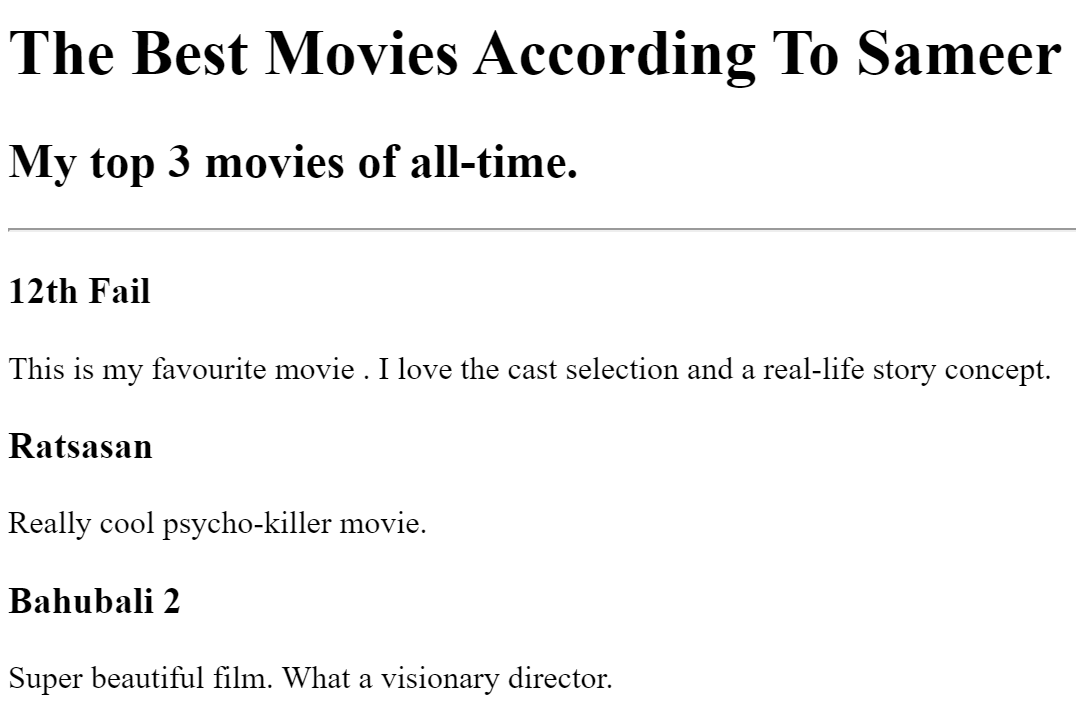 The Best Movies According To Sameer
My top 3 movies of all-time.
12th Fail
This is my favourite movie . I love the cast selection and a real-life story concept.
Ratsasan
Really cool psycho-killer movie.
Bahubali 2
Super beautiful film. What a visionary director.